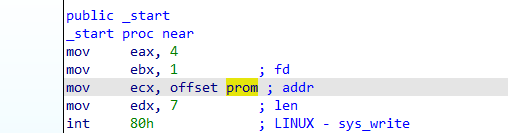 public _start
_start proc near
mov     eax, 4
mov     ebx, 1          ; fd
mov     ecx, offset prom ; addr
mov     edx, 7          ; len
int     80h             ; LINUX - sys_write